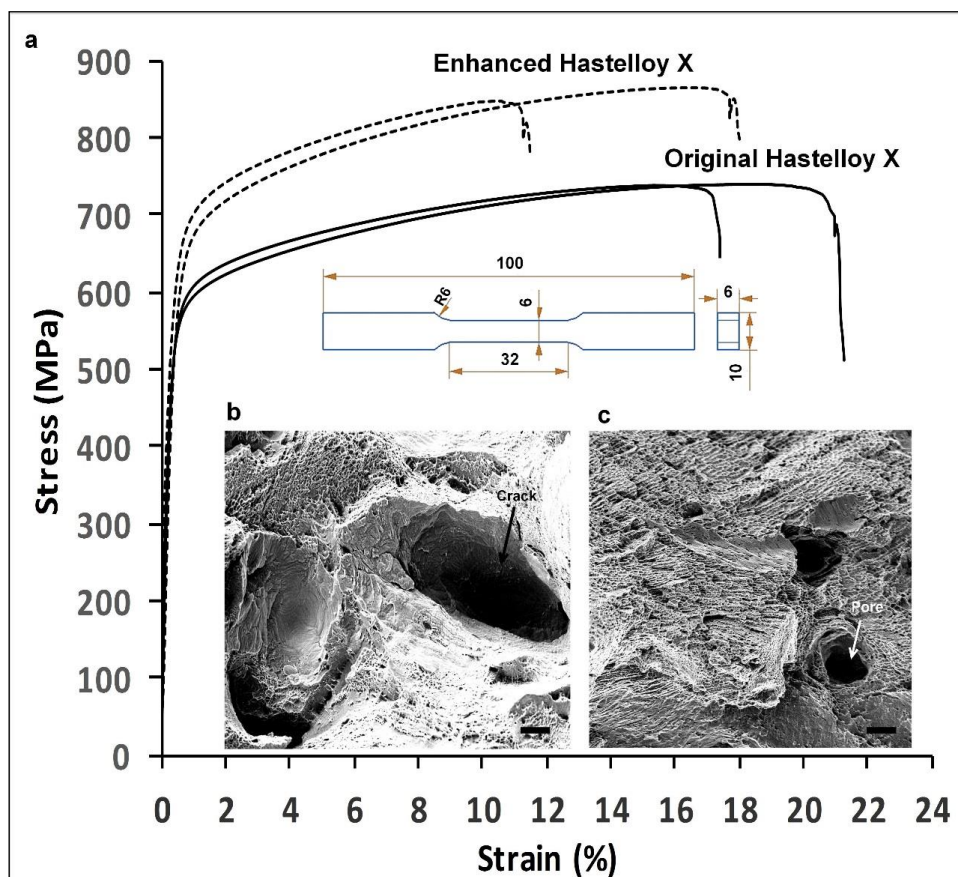 a
900
800
700
600
500
400
300
200
100
0
Stress (MPa)
Enhanced Hastelloy X
Original Hastelloy X
100
R6
6
6
32
10
b
Crack
c
Pore
0 2 4 6 8 10 12 14 16 18 20 22 24
Strain (%)